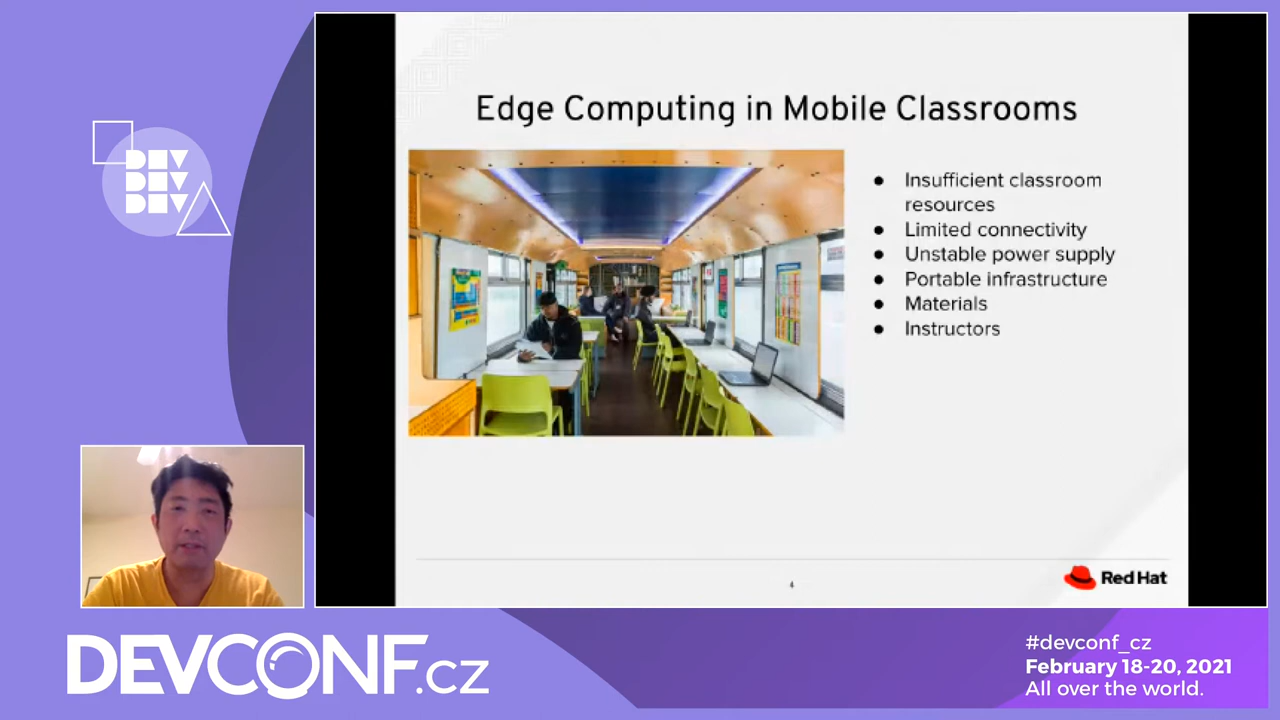 DEV
DEV
DEV
Edge Computing in Mobile Classrooms
● Insufficient classroom
resources
● Limited connectivity
● Unstable power supply
● Portable infrastructure
● Materials
● Instructors
4
Red Hat
DEVCONF.cz
#devconf_cz
February 18-20, 2021
All over the world.